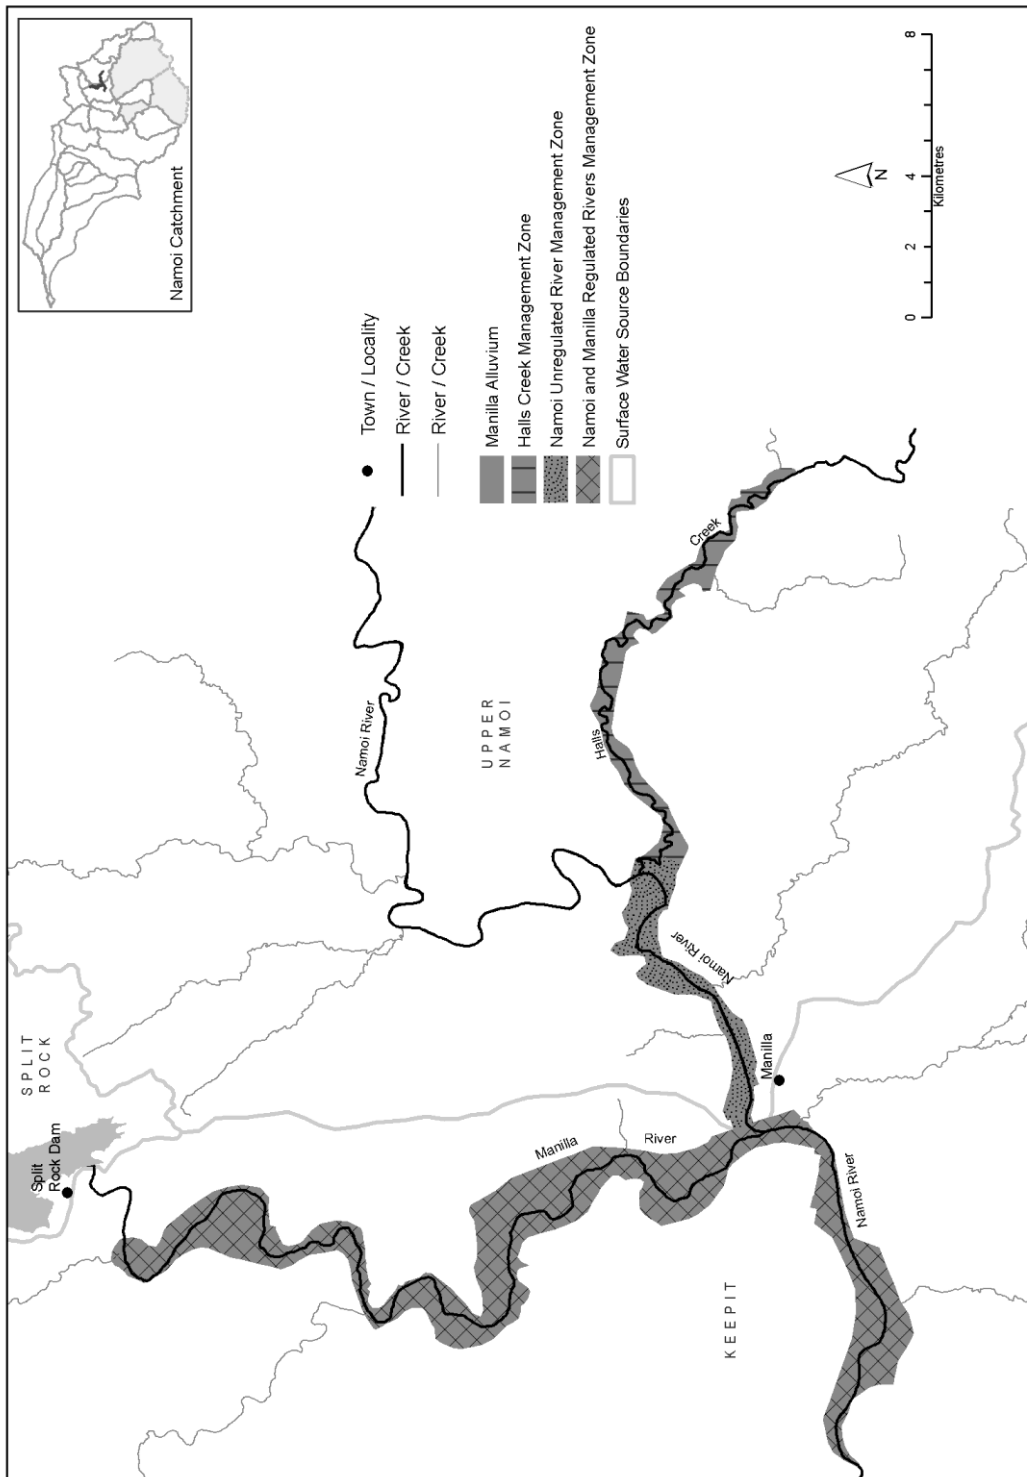 Namoi Catchment
Town / Locality
River / Creek
River / Creek
Manilla Alluvium
Halls Creek Management Zone
Namoi Unregulated River Management Zone
Namoi and Manilla Regulated Rivers Management Zone
Surface Water Source Boundaries
N
0 2 4 8
Kilometres
SPLIT
ROCK
Split
Rock Dam
Namoi River
UPPER
NAMOI
Halls
Creek
Namoi River
Manilla
Manilla
River
Namoi River
KEEPIT